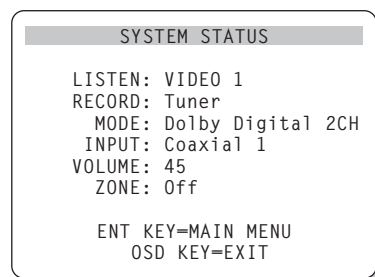 SYSTEM STATUS
LISTEN: VIDEO 1
RECORD: Tuner
MODE: Dolby Digital 2CH
INPUT: Coaxial 1
VOLUME: 45
ZONE: Off
ENT KEY=MAIN MENU
OSD KEY=EXIT